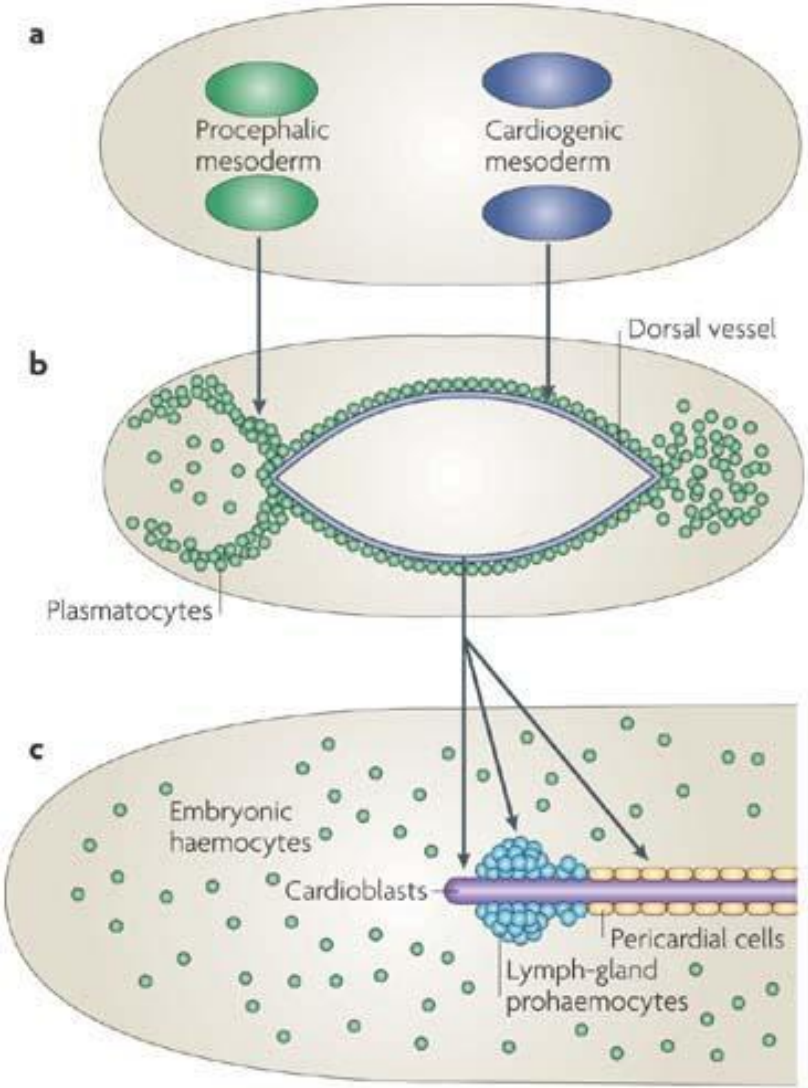 a
Procephalic
mesoderm
Cardiogenic
mesoderm
Dorsal vessel
b
Plasmatocytes
c
Embryonic
haemocytes
Cardioblasts
Pericardial cells
Lymph-gland
prohaemocytes